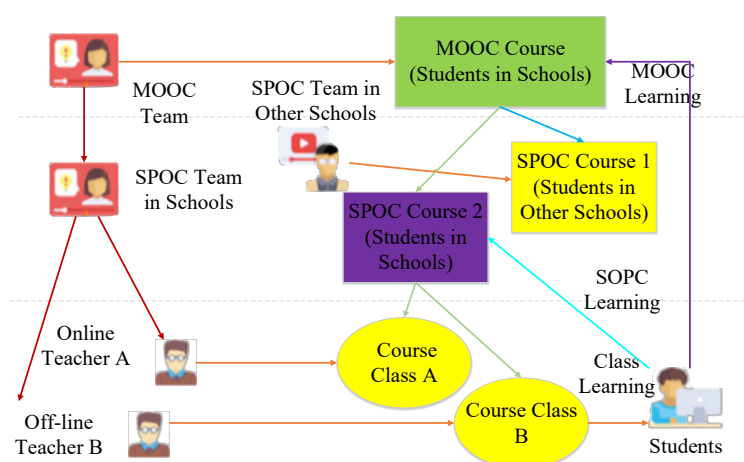 MOOC Course
(Students in Schools)
MOOC
Team
SPOC Team in
Other Schools
MOOC
Learning
SPOC Team
in Schools
SPOC Course 1
(Students in
Other Schools)
SPOC Course 2
(Students in
Schools)
SOPC
Learning
Online
Teacher A
Course
Class A
Class
Learning
Off-line
Teacher B
Course Class
B
Students